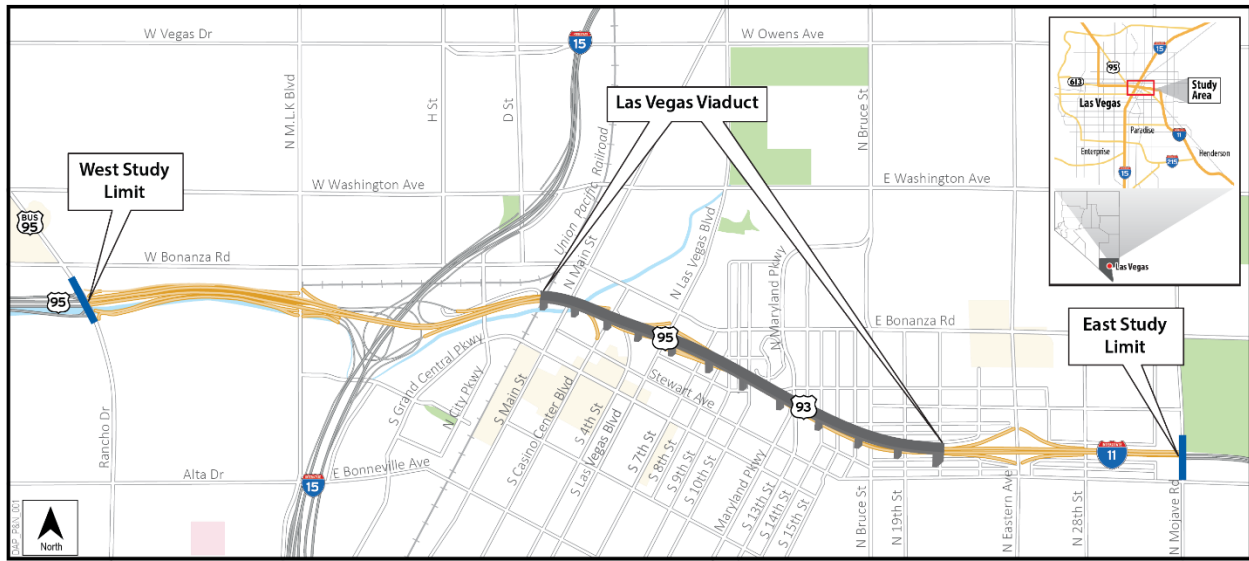 W Vegas Dr
15
W Owens Ave
N M.L.K Blvd
H St
D St
Las Vegas Viaduct
N Bruce St
West Study
Limit
W Washington Ave
Union Pacific Railroad
E Washington Ave
BUS
95
N Main St
N Las Vegas Blvd
N Maryland Pkwy
W Bonanza Rd
95
E Bonanza Rd
East Study
Limit
95
S Grand Central Pkwy
N City Pkwy
S Main St
S Casino Center Blvd
S 4th St
S Las Vegas Blvd
Stewart Ave
S 7th St
S 8th St
S 9th St
S 10th St
Maryland Pkwy
S 13th St
S 14th St
S 15th St
93
Rancho Dr
Alta Dr
E Bonneville Ave
15
N Bruce St
N 19th St
N Eastern Ave
N 28th St
11
N Mojave Rd
North
OAP_P&N_001
15
95
613
Las Vegas
Study
Area
Paradise
11
Enterprise
215
Henderson
15
Las Vegas